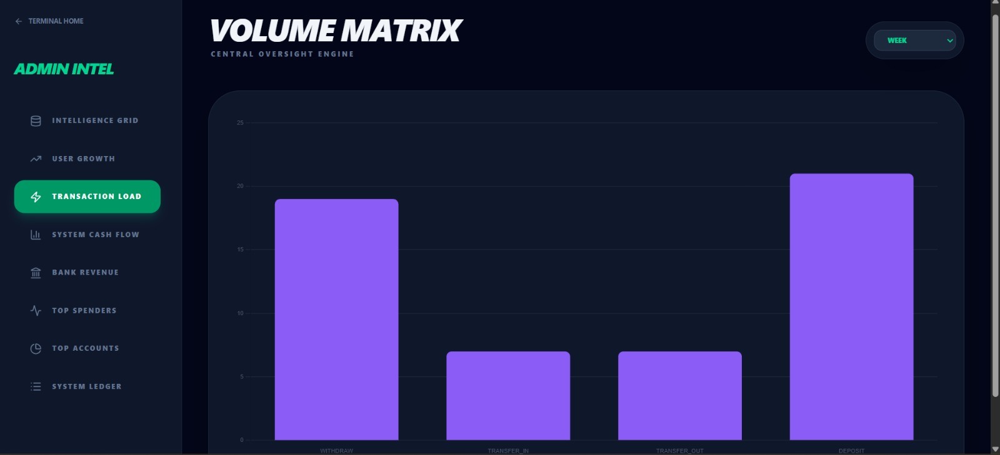 TERMINAL HOME
ADMIN INTEL
INTELLIGENCE GRID
USER GROWTH
TRANSACTION LOAD
SYSTEM CASH FLOW
BANK REVENUE
TOP SPENDERS
TOP ACCOUNTS
SYSTEM LEDGER
VOLUME MATRIX
CENTRAL OVERSIGHT ENGINE
WEEK
25
20
15
10
5
0
WITHDRAW TRANSFER_IN TRANSFER_OUT DEPOSIT